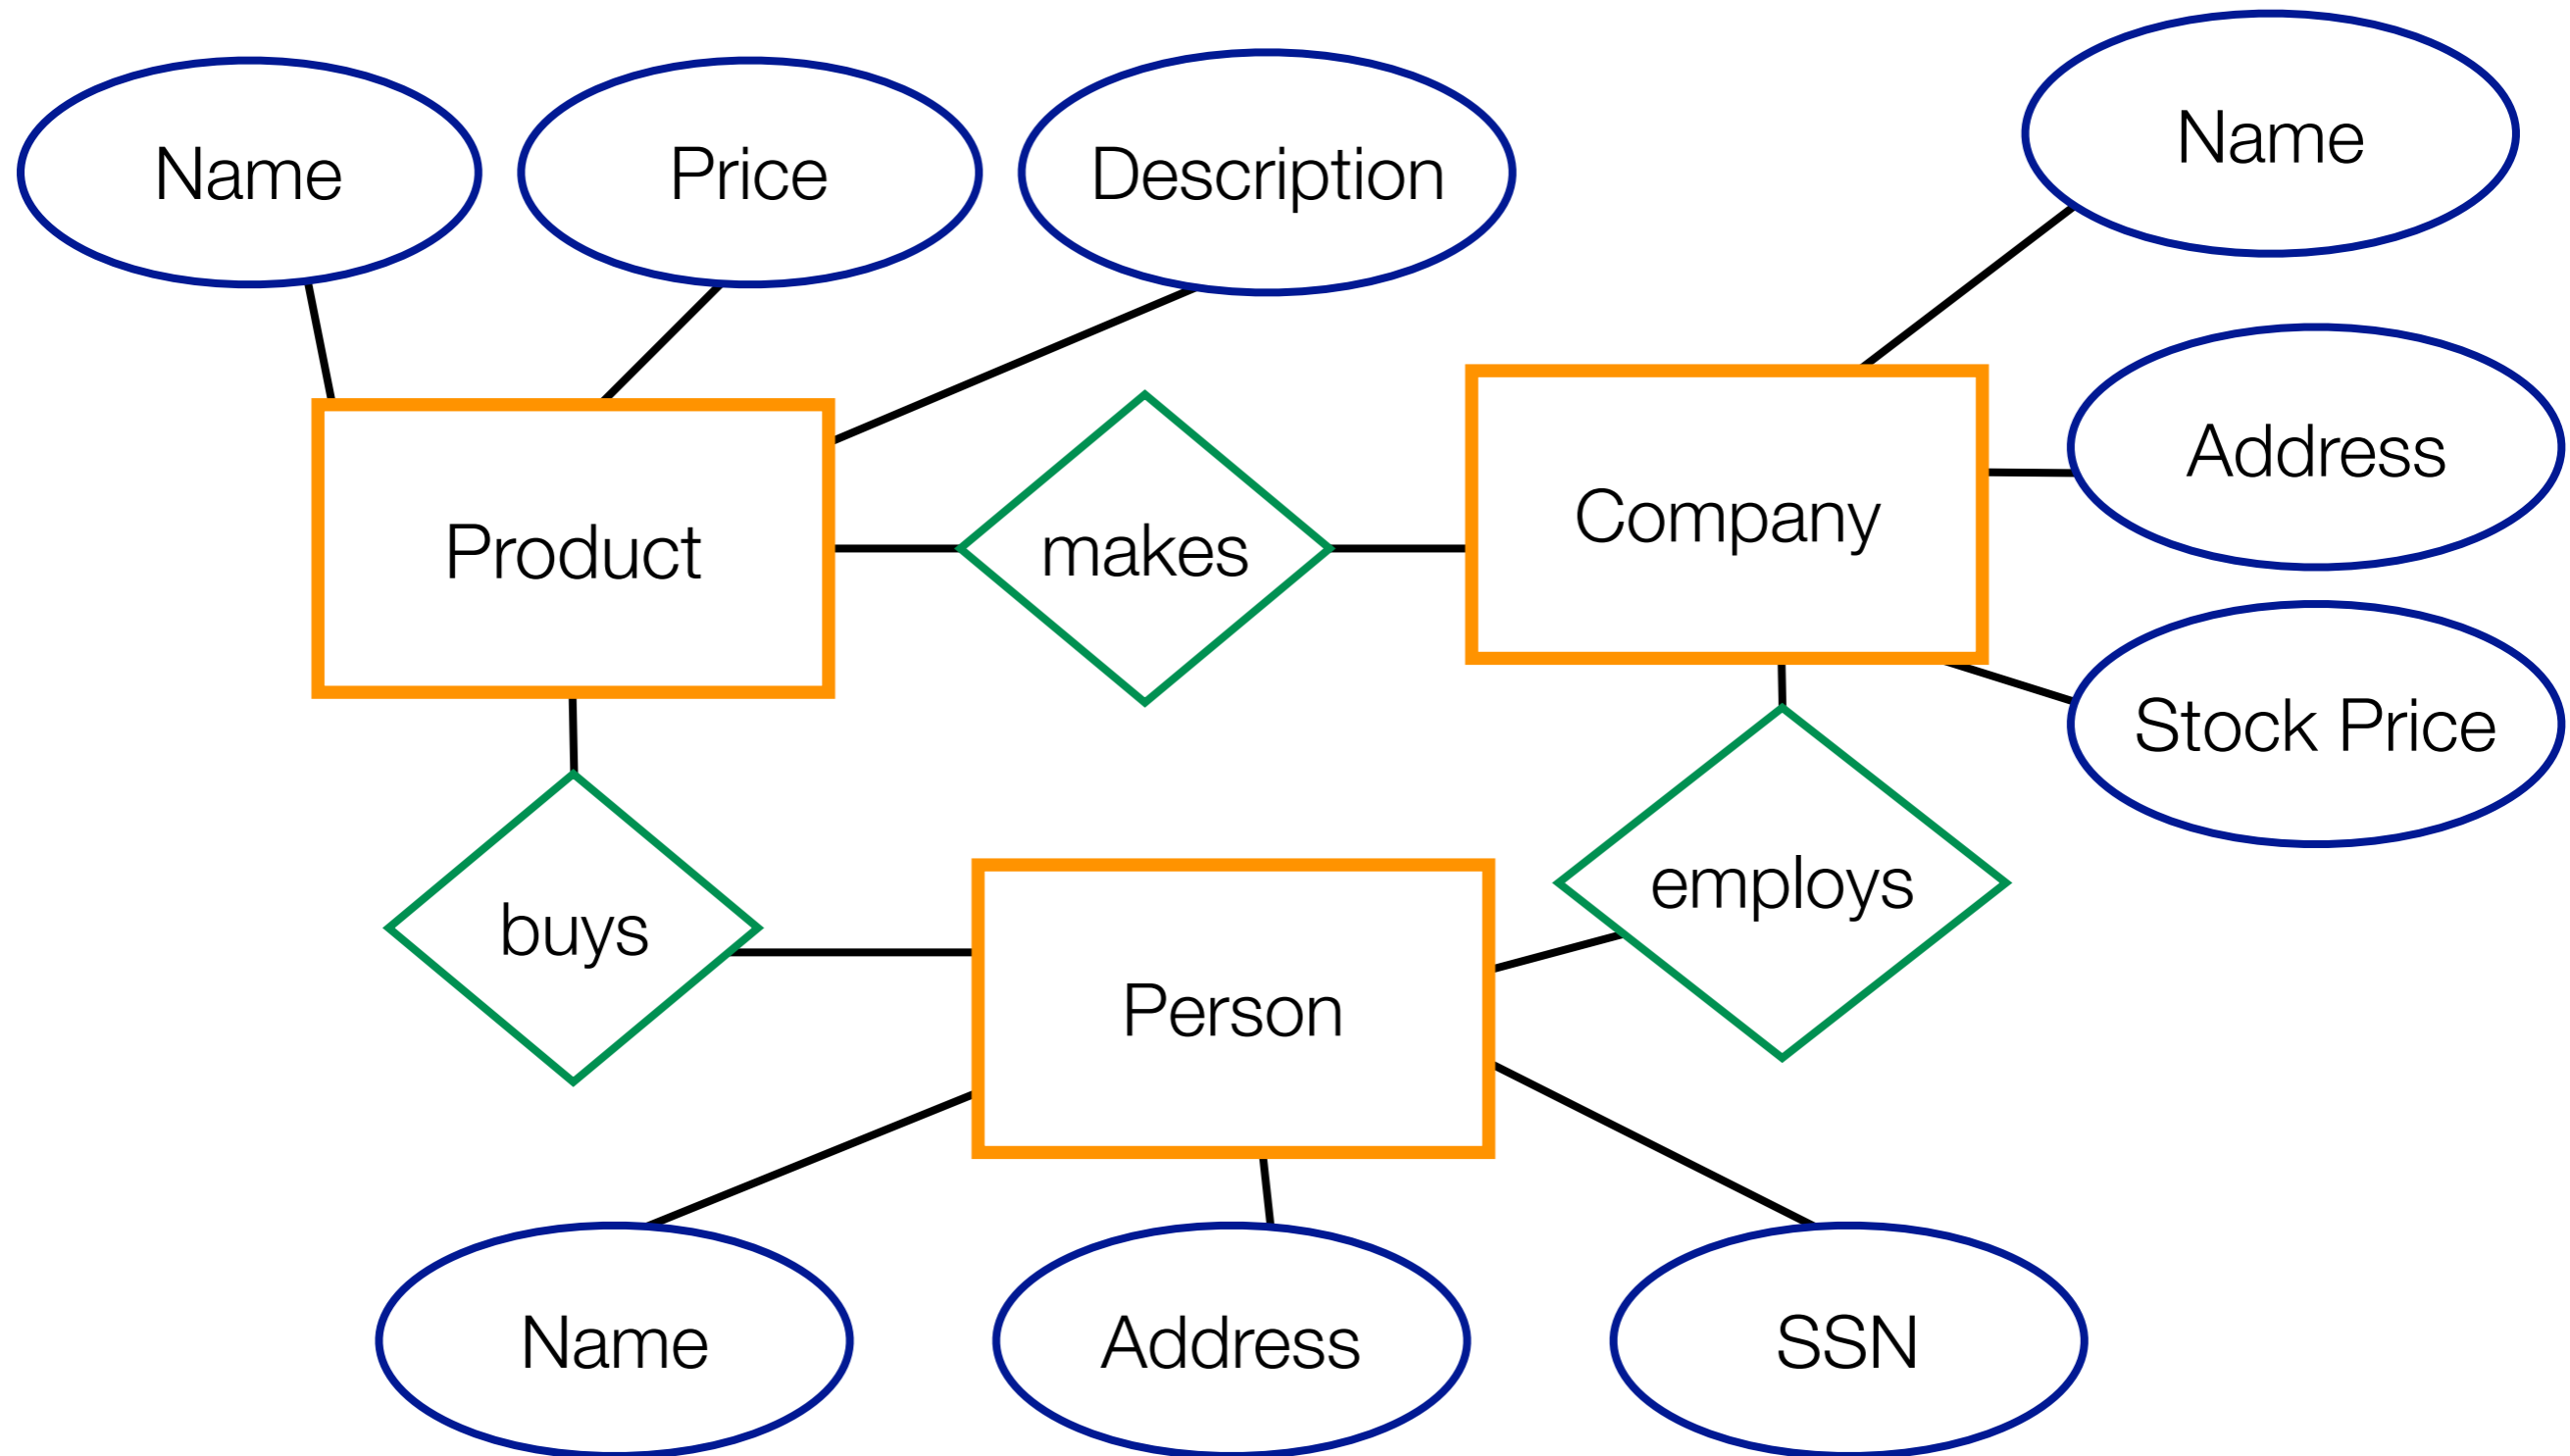 Name
Price
Description
Name
Address
Product
makes
Company
Stock Price
buys
employs
Person
Name
Address
SSN